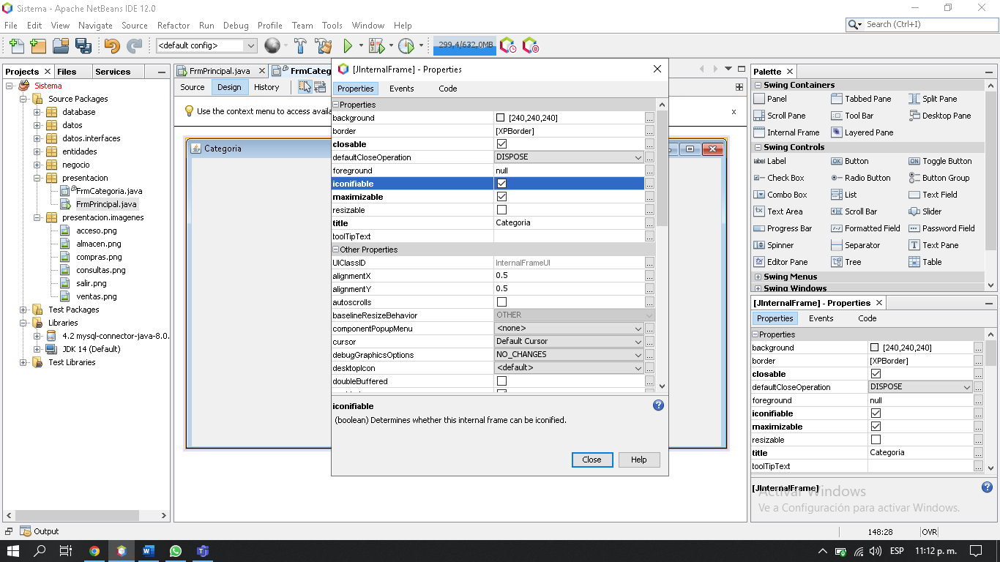 Sistema - Apache NetBeans IDE 12.0
File Edit View Navigate Source Refactor Run Debug Profile Team Tools Window Help
Search (Ctrl+I)
<default config>
299,4/632,0MB
Projects
Files
Services
Sistema
Source Packages
database
datos
datos.interfaces
entidades
negocio
presentacion
FrmCategoria.java
FrmPrincipal.java
presentacion.imagenes
acceso.png
almacen.png
compras.png
consultas.png
salir.png
ventas.png
Test Packages
Libraries
4.2 mysql-connector-java-8.0.
JDK 14 (Default)
Test Libraries
FrmPrincipal.java
FrmCateg
Source Design History
Use the context menu to access availa
x
Categoria
[JInternalFrame] - Properties
Properties Events Code
Properties
background [240,240,240]
border [XPBorder]
closable
defaultCloseOperation DISPOSE
foreground null
iconifiable
maximizable
resizable
title Categoria
toolTipText
Other Properties
UIClassID InternalFrameUI
alignmentX 0.5
alignmentY 0.5
autoscrolls
baselineResizeBehavior OTHER
componentPopupMenu <none>
cursor Default Cursor
debugGraphicsOptions NO_CHANGES
desktopIcon <default>
doubleBuffered
iconifiable
(boolean) Determines whether this internal frame can be iconified.
Close Help
Palette
Swing Containers
Panel Tabbed Pane Split Pane
Scroll Pane Tool Bar Desktop Pane
Internal Frame Layered Pane
Swing Controls
label Label OK Button ON Toggle Button
Check Box Radio Button Button Group
Combo Box List Text Field
Text Area Scroll Bar Slider
Progress Bar Formatted Field Password Field
Spinner Separator Text Pane
Editor Pane Tree Table
Swing Menus
Swing Windows
[JInternalFrame] - Properties
Properties Events Code
Properties
background [240,240,240]
border [XPBorder]
closable
defaultCloseOperation DISPOSE
foreground null
iconifiable
maximizable
resizable
title Categoria
toolTipText
[JInternalFrame]
Activar Windows
Ve a Configuración para activar Windows.
Output
148:28 OVR
ESP 11:12 p. m.